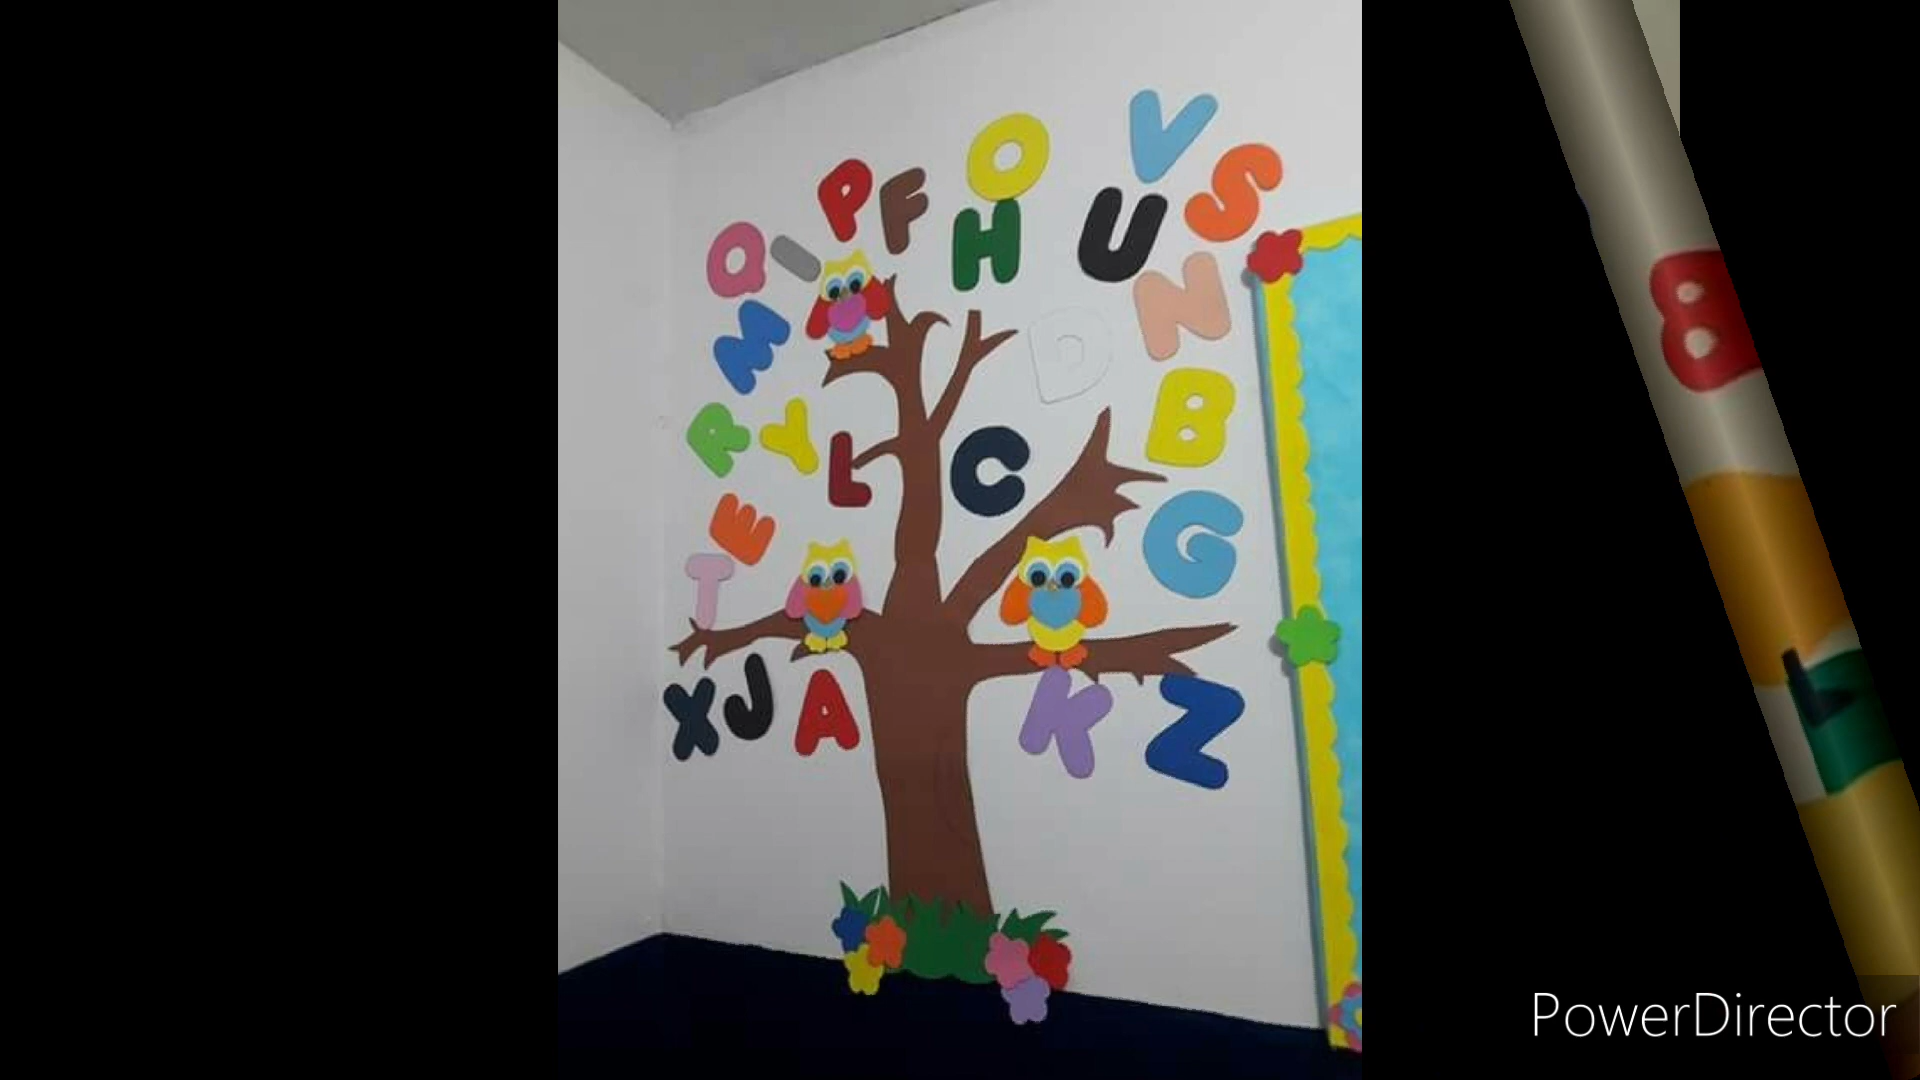 V
O
P F S
H U
Q I N
M D
R Y B
L C
E G
T
X J A K Z
B
L
PowerDirector